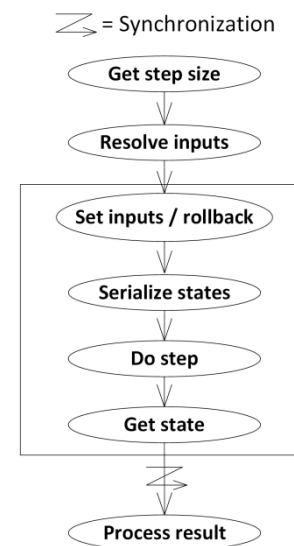 = Synchronization
Get step size
Resolve inputs
Set inputs / rollback
Serialize states
Do step
Get state
Process result